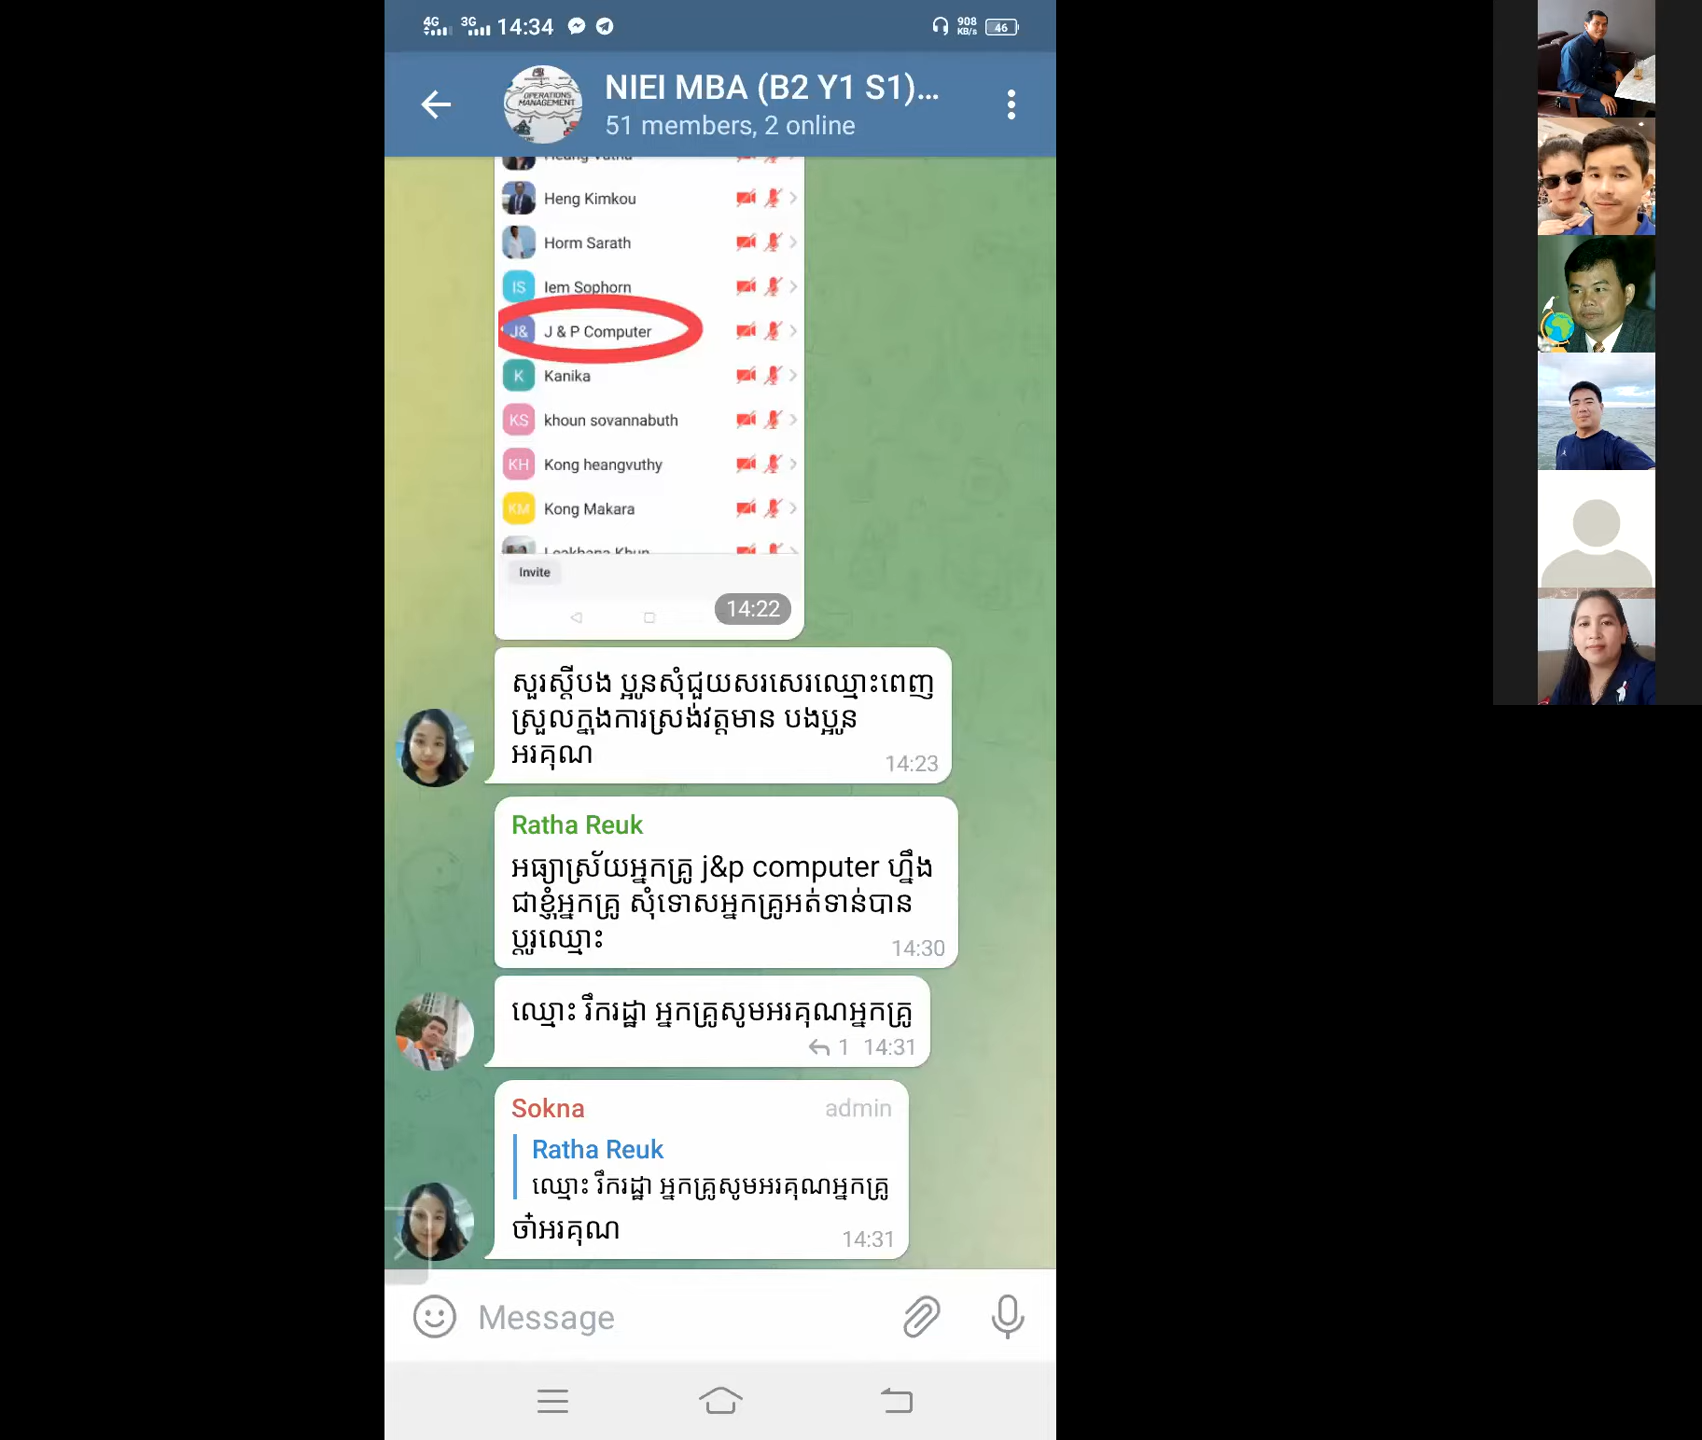 4G 3G 14:34
908 KB/s 46
OPERATIONS
MANAGEMENT
NIEI MBA (B2 Y1 S1)...
51 members, 2 online
Heng Kimkou
Horm Sarath
IS Iem Sophorn
J& J & P Computer
K Kanika
KS khoun sovannabuth
KH Kong heangvuthy
KM Kong Makara
Invite
14:22
សួរស្តីបង ប្អូនសុំជួយសរសេរឈ្មោះពេញ
ស្រួលក្នុងការស្រង់វត្តមាន បងប្អូន
អរគុណ
14:23
Ratha Reuk
អធ្យាស្រ័យអ្នកគ្រូ j&p computer ហ្នឹង
ជាខ្ញុំអ្នកគ្រូ សុំទោសអ្នកគ្រូអត់ទាន់បាន
ប្តូរឈ្មោះ
14:30
ឈ្មោះ រឹករដ្ឋា អ្នកគ្រូសូមអរគុណអ្នកគ្រូ
1 14:31
Sokna admin
Ratha Reuk
ឈ្មោះ រឹករដ្ឋា អ្នកគ្រូសូមអរគុណអ្នកគ្រូ
ចា៎អរគុណ
14:31
Message